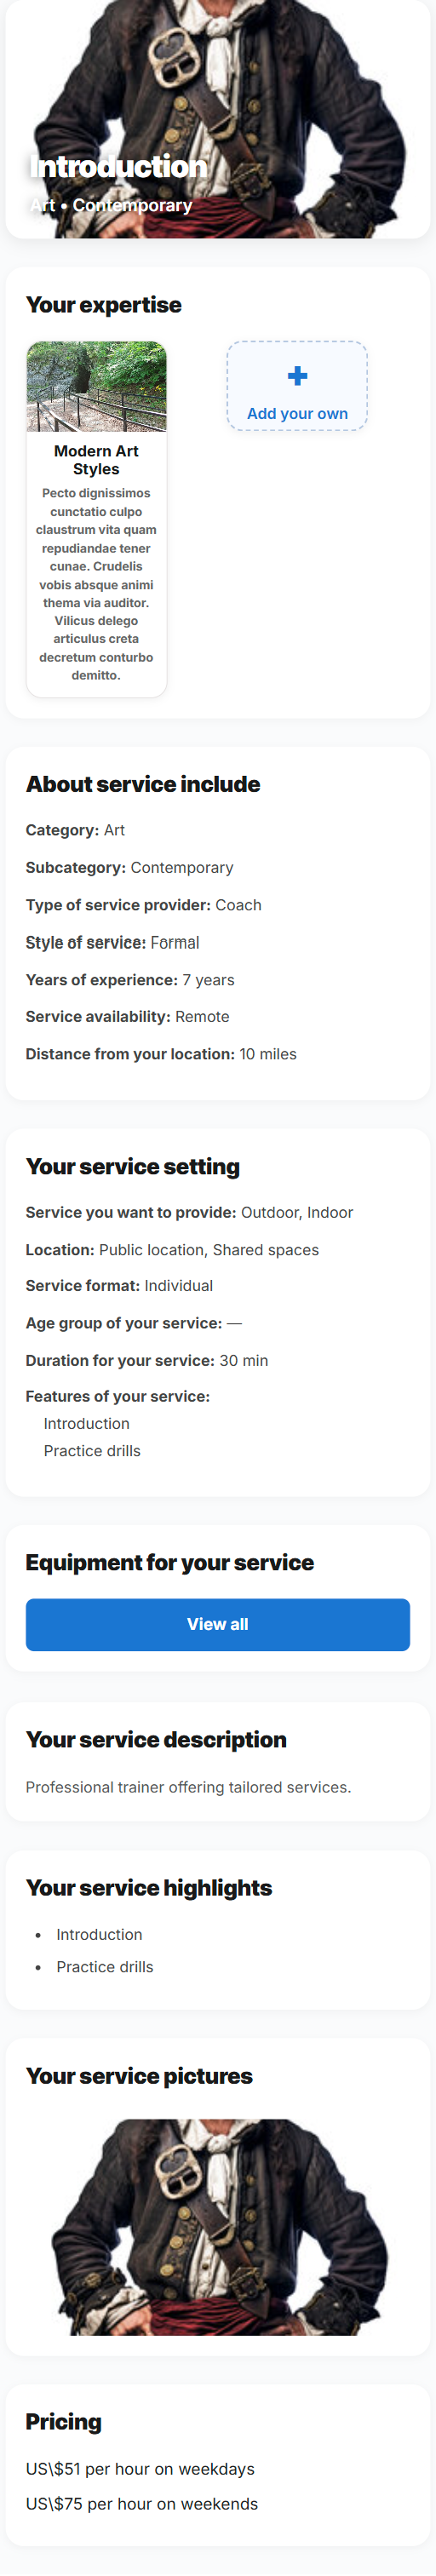 Introduction
Art • Contemporary
Your expertise
Modern Art
Styles
Pecto dignissimos
cunctatio culpo
claustrum vita quam
repudiandae tener
cunae. Crudelis
vobis absque animi
thema via auditor.
Vilicus delego
articulus creta
decretum conturbo
demitto.
+
Add your own
About service include
Category: Art
Subcategory: Contemporary
Type of service provider: Coach
Style of service: Formal
Years of experience: 7 years
Service availability: Remote
Distance from your location: 10 miles
Your service setting
Service you want to provide: Outdoor, Indoor
Location: Public location, Shared spaces
Service format: Individual
Age group of your service: —
Duration for your service: 30 min
Features of your service:
Introduction
Practice drills
Equipment for your service
View all
Your service description
Professional trainer offering tailored services.
Your service highlights
• Introduction
• Practice drills
Your service pictures
Pricing
US\$51 per hour on weekdays
US\$75 per hour on weekends